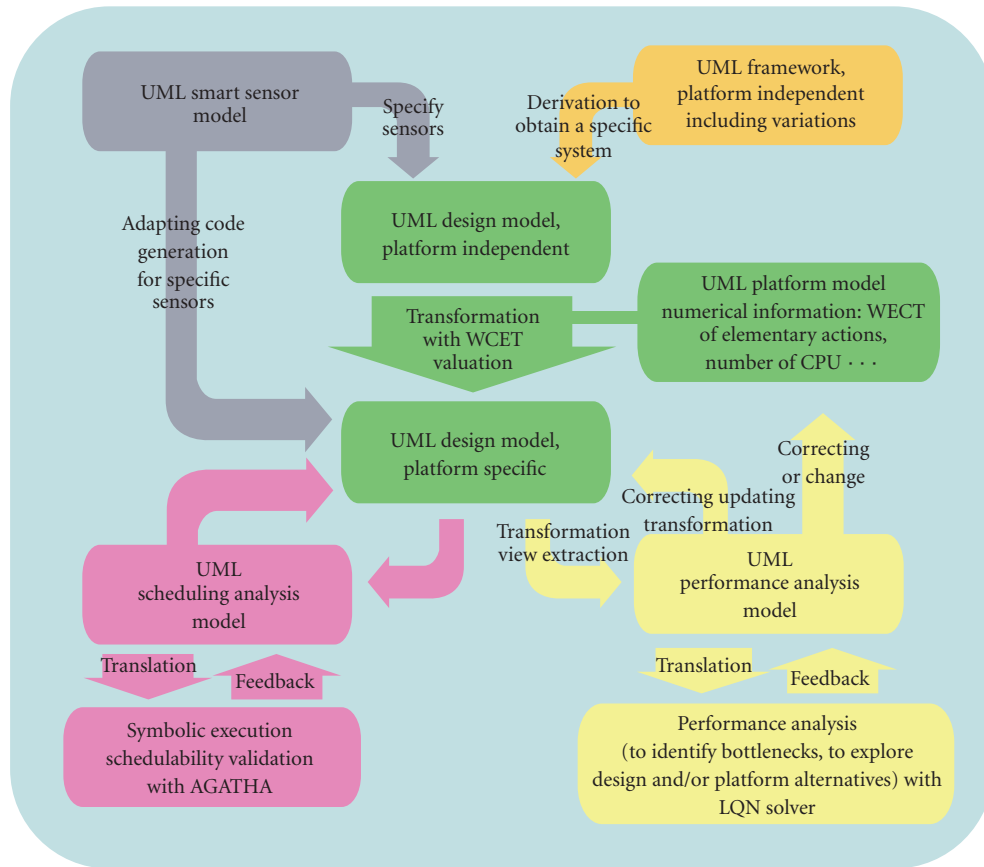 UML smart sensor
model
Specify
sensors
Derivation to
obtain a specific
system
UML framework,
platform independent
including variations
Adapting code
generation
for specific
sensors
UML design model,
platform independent
Transformation
with WCET
valuation
UML platform model
numerical information: WECT
of elementary actions,
number of CPU · · ·
UML design model,
platform specific
Correcting
or change
Correcting updating
transformation
Transformation
view extraction
UML
scheduling analysis
model
UML
performance analysis
model
Translation
Feedback
Translation
Feedback
Symbolic execution
schedulability validation
with AGATHA
Performance analysis
(to identify bottlenecks, to explore
design and/or platform alternatives) with
LQN solver